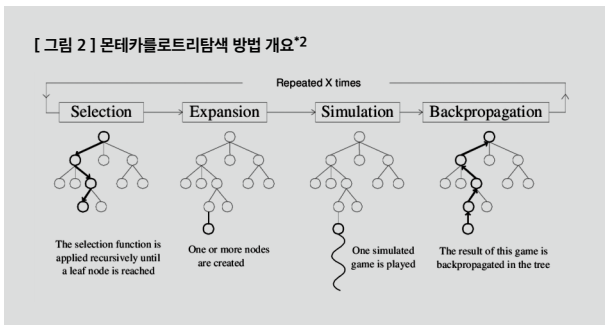 [ 그림 2 ] 몬테카를로트리탐색 방법 개요*2
Repeated X times
Selection
Expansion
Simulation
Backpropagation
The selection function is
applied recursively until
a leaf node is reached
One or more nodes
are created
One simulated
game is played
The result of this game is
backpropagated in the tree